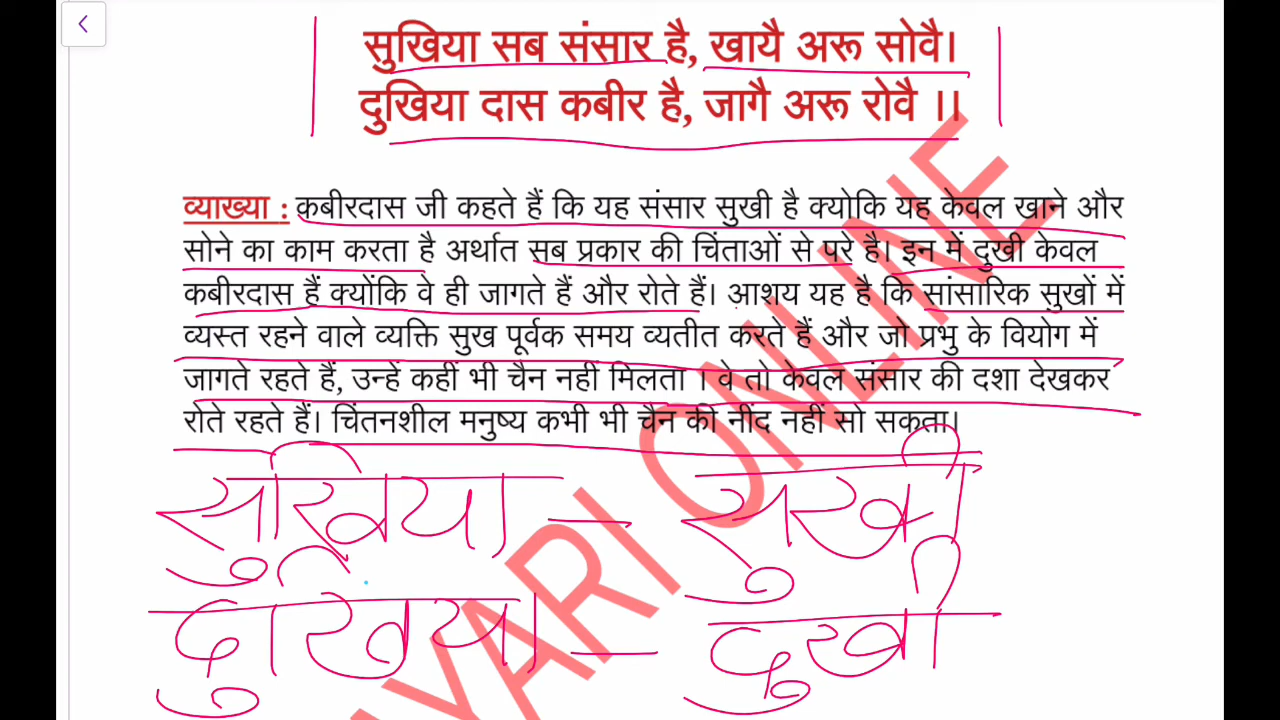 सुखिया सब संसार है, खायै अरू सोवै।
दुखिया दास कबीर है, जागै अरू रोवै ।।
व्याख्या : कबीरदास जी कहते हैं कि यह संसार सुखी है क्योकि यह केवल खाने और
सोने का काम करता है अर्थात सब प्रकार की चिंताओं से परे है। इन में दुखी केवल
कबीरदास हैं क्योंकि वे ही जागते हैं और रोते हैं। आशय यह है कि सांसारिक सुखों में
व्यस्त रहने वाले व्यक्ति सुख पूर्वक समय व्यतीत करते हैं और जो प्रभु के वियोग में
जागते रहते हैं, उन्हें कहीं भी चैन नहीं मिलता । वे तो केवल संसार की दशा देखकर
रोते रहते हैं। चिंतनशील मनुष्य कभी भी चैन की नींद नहीं सो सकता।
सुखिया – सुखी
दुखिया – दुखी
YARI ONLINE